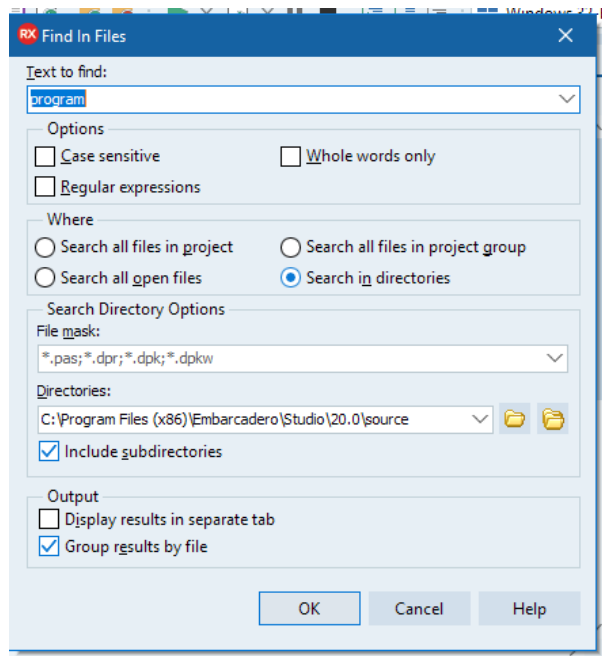 Windows 32-
RX Find In Files
Text to find:
program
Options
Case sensitive Whole words only
Regular expressions
Where
Search all files in project Search all files in project group
Search all open files Search in directories
Search Directory Options
File mask:
*.pas;*.dpr;*.dpk;*.dpkw
Directories:
C:\Program Files (x86)\Embarcadero\Studio\20.0\source
Include subdirectories
Output
Display results in separate tab
Group results by file
OK Cancel Help